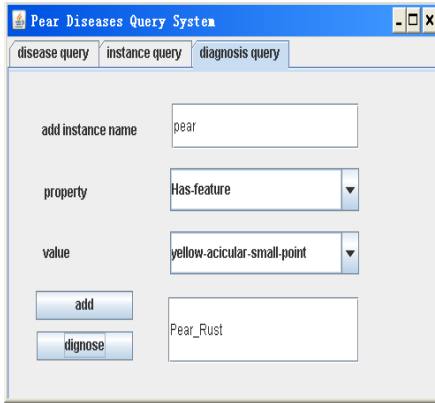 Pear Diseases Query System
disease query instance query diagnosis query
add instance name pear
property Has-feature
value yellow-acicular-small-point
add
Pear_Rust
dignose